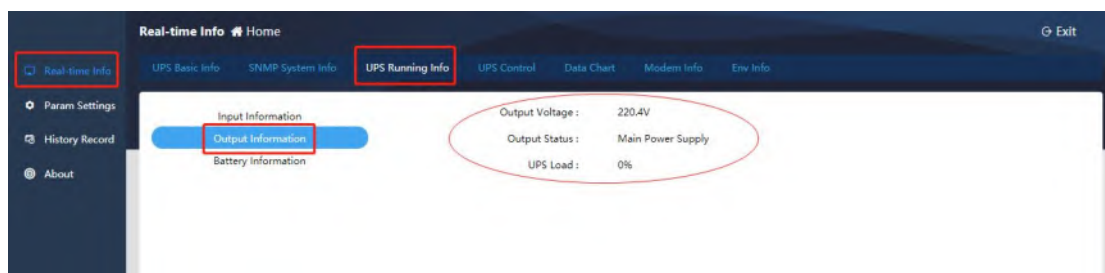 Real-time Info Home
Exit
Real-time Info
Param Settings
History Record
About
UPS Basic Info SNMP System Info UPS Running Info UPS Control Data Chart Modem Info Env Info
Input Information
Output Information
Battery Information
Output Voltage : 220.4V
Output Status : Main Power Supply
UPS Load : 0%